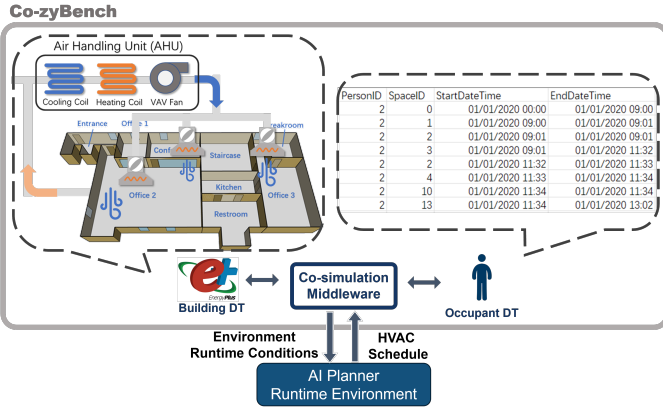 Co-zyBench
Air Handling Unit (AHU)
Cooling Coil Heating Coil VAV Fan
Entrance
Breakroom
Staircase
Kitchen
Office 2
Office 3
Restroom
PersonID SpaceID StartDateTime EndDateTime
2 0 01/01/2020 00:00 01/01/2020 09:00
2 1 01/01/2020 09:00 01/01/2020 09:01
2 2 01/01/2020 09:01 01/01/2020 09:01
2 3 01/01/2020 09:01 01/01/2020 11:32
2 2 01/01/2020 11:32 01/01/2020 11:33
2 4 01/01/2020 11:33 01/01/2020 11:34
2 10 01/01/2020 11:34 01/01/2020 11:34
2 13 01/01/2020 11:34 01/01/2020 13:02
EnergyPlus
Building DT
Co-simulation
Middleware
Occupant DT
Environment
Runtime Conditions
HVAC
Schedule
AI Planner
Runtime Environment